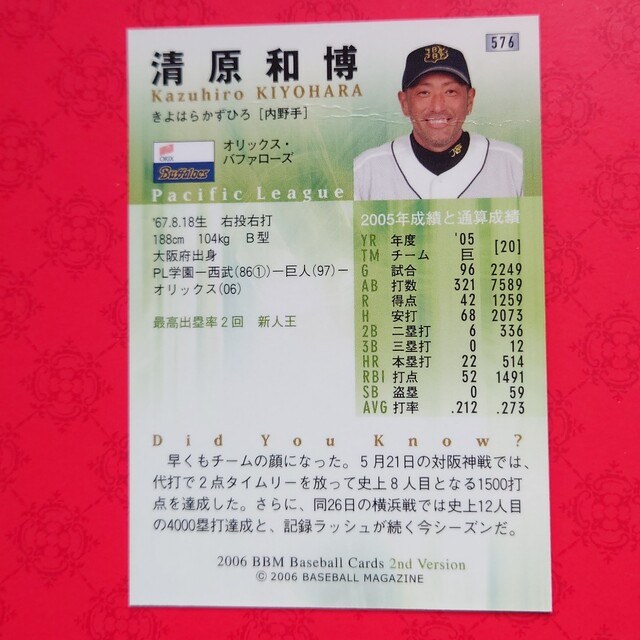 576
清原和博
Kazuhiro KIYOHARA
きよはらかずひろ [内野手]
ORIX
Buffaloes
オリックス・
バファローズ
Pacific League
'67.8.18生 右投右打
188cm 104kg B型
大阪府出身
PL学園ー西武(86①)ー巨人(97)ー
オリックス(06)
最高出塁率2回 新人王
2005年成績と通算成績
YR 年度 '05 [20]
TM チーム 巨
G 試合 96 2249
AB 打数 321 7589
R 得点 42 1259
H 安打 68 2073
2B 二塁打 6 336
3B 三塁打 0 12
HR 本塁打 22 514
RBI 打点 52 1491
SB 盗塁 0 59
AVG 打率 .212 .273
Did You Know?
早くもチームの顔になった。5月21日の対阪神戦では、
代打で2点タイムリーを放って史上8人目となる1500打
点を達成した。さらに、同26日の横浜戦では史上12人目
の4000塁打達成と、記録ラッシュが続く今シーズンだ。
2006 BBM Baseball Cards 2nd Version
© 2006 BASEBALL MAGAZINE